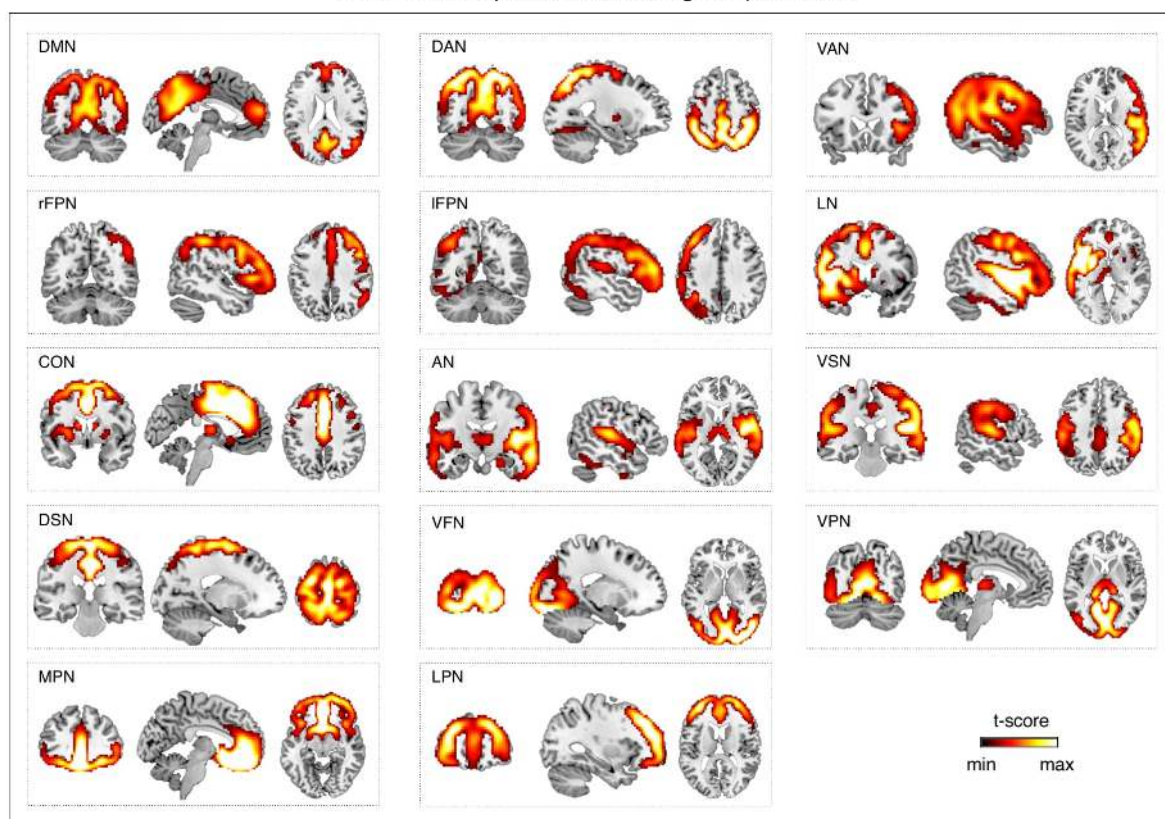 DMN
DAN
VAN
rFPN
lFPN
LN
CON
AN
VSN
DSN
VFN
VPN
MPN
LPN
t-score
min max